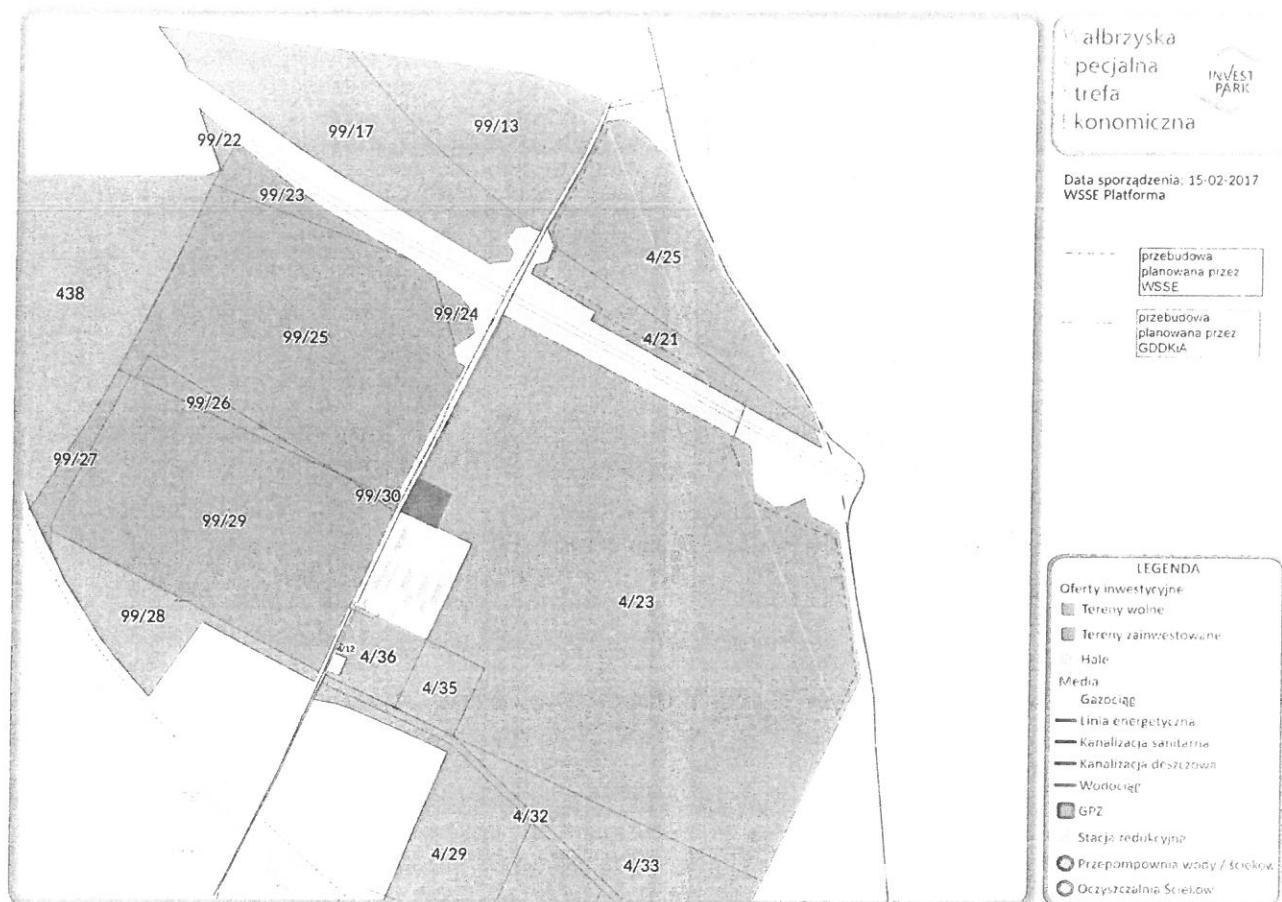 99/22
99/17
99/13
99/23
4/25
438
99/24
99/25
4/21
99/26
99/27
99/30
99/29
4/23
99/28
4/12
4/36
4/35
4/32
4/29
4/33
ałbrzyska
pecjalna
trefa
konomiczna
INVEST
PARK
Data sporządzenia: 15-02-2017
WSSE Platforma
przebudowa
planowana przez
WSSE
przebudowa
planowana przez
GDDKiA
LEGENDA
Oferty inwestycyjne
Tereny wolne
Tereny zainwestowane
Hale
Media
Gazociąg
Linia energetyczna
Kanalizacja sanitarna
Kanalizacja deszczowa
Wodociąg
GPZ
Stacja redukcyjna
Przepompownia wody / ścieków
Oczyszczalnia Ścieków